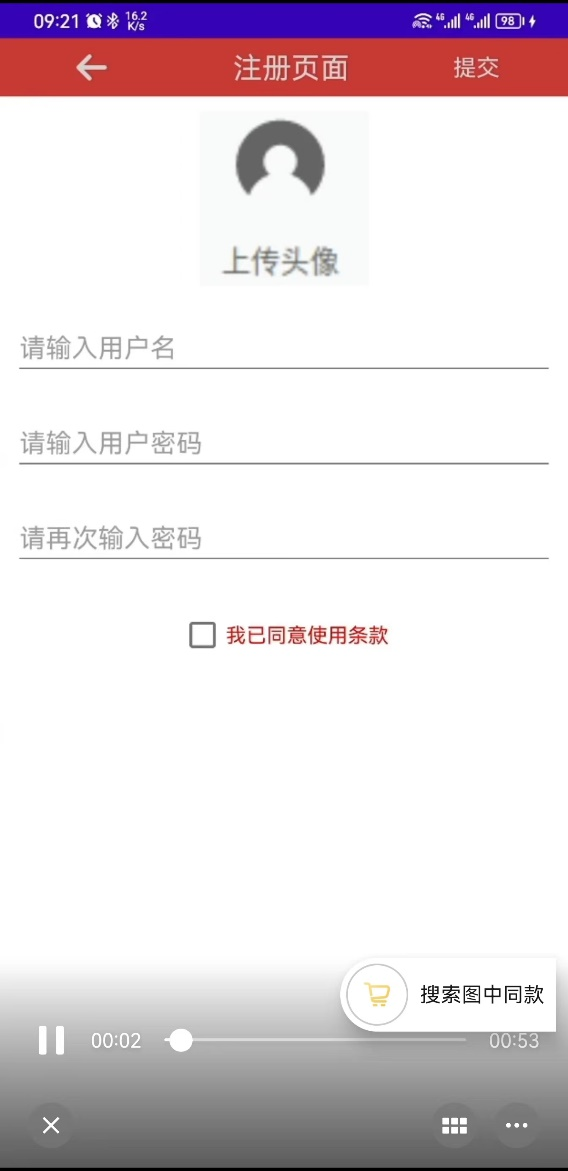 09:21 16.2 K/s 4G 4G 98
注册页面 提交
上传头像
请输入用户名
请输入用户密码
请再次输入密码
我已同意使用条款
搜索图中同款
00:02 00:53